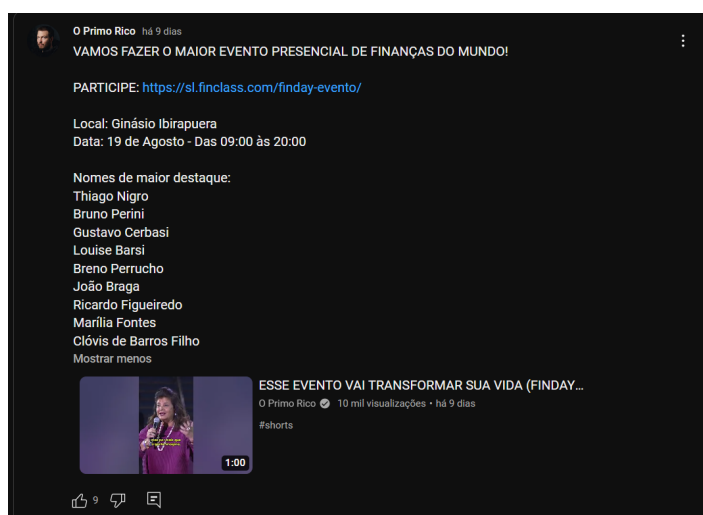 O Primo Rico há 9 dias
VAMOS FAZER O MAIOR EVENTO PRESENCIAL DE FINANÇAS DO MUNDO!
PARTICIPE: https://sl.finclass.com/finday-evento/
Local: Ginásio Ibirapuera
Data: 19 de Agosto - Das 09:00 às 20:00
Nomes de maior destaque:
Thiago Nigro
Bruno Perini
Gustavo Cerbasi
Louise Barsi
Breno Perrucho
João Braga
Ricardo Figueiredo
Marília Fontes
Clóvis de Barros Filho
Mostrar menos
ESSE EVENTO VAI TRANSFORMAR SUA VIDA (FINDAY...
O Primo Rico 10 mil visualizações • há 9 dias
#shorts
1:00
9